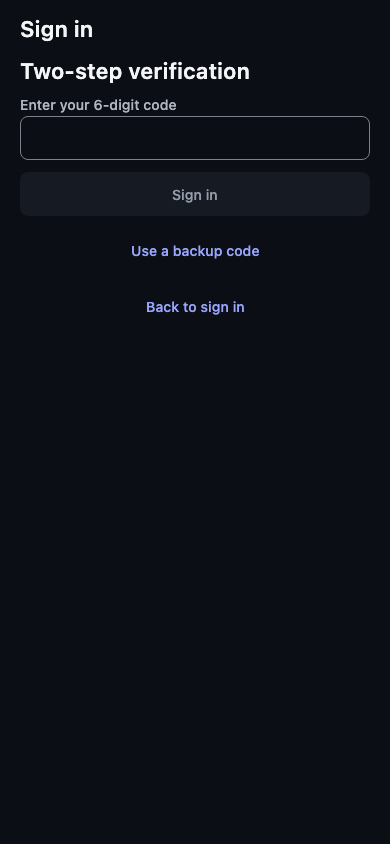 Sign in
Two-step verification
Enter your 6-digit code
Sign in
Use a backup code
Back to sign in